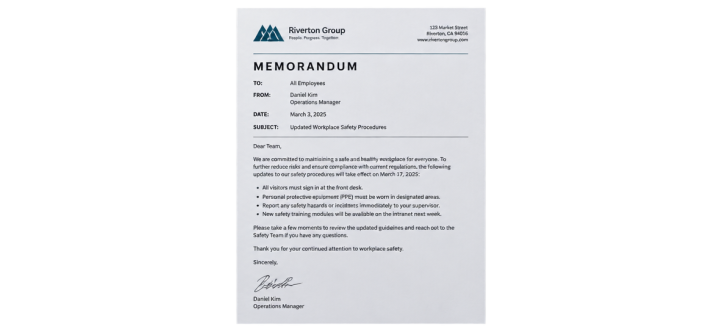 Riverton Group
People. Progress. Together.
123 Market Street
Riverton, CA 94016
www.rivertongroup.com
MEMORANDUM
TO: All Employees
FROM: Daniel Kim
Operations Manager
DATE: March 3, 2025
SUBJECT: Updated Workplace Safety Procedures
Dear Team,
We are committed to maintaining a safe and healthy workplace for everyone. To
further reduce risks and ensure compliance with current regulations, the following
updates to our safety procedures will take effect on March 17, 2025:
• All visitors must sign in at the front desk.
• Personal protective equipment (PPE) must be worn in designated areas.
• Report any safety hazards or incidents immediately to your supervisor.
• New safety training modules will be available on the intranet next week.
Please take a few moments to review the updated guidelines and reach out to the
Safety Team if you have any questions.
Thank you for your continued attention to workplace safety.
Sincerely,
Daniel Kim
Operations Manager